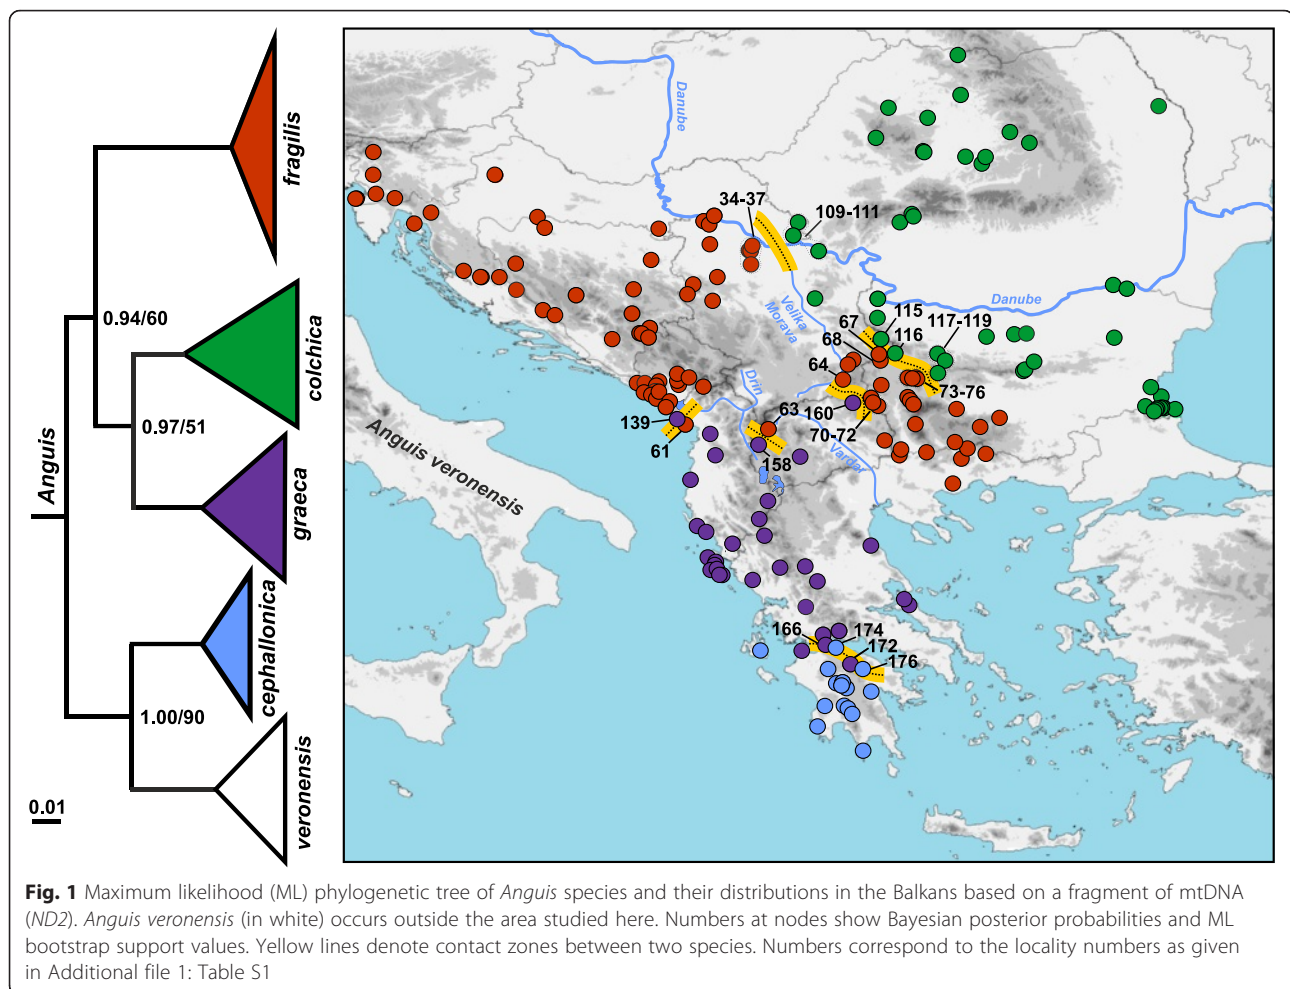 fragilis
colchica
graeca
cephallonica
veronensis
Anguis
0.94/60
0.97/51
1.00/90
0.01
Danube
34-37
109-111
Velika
Morava
Danube
67
68
64
115
116
117-119
73-76
Drin
63
160
70-72
139
61
158
Vardar
Anguis veronensis
166
174
172
176
Fig. 1 Maximum likelihood (ML) phylogenetic tree of Anguis species and their distributions in the Balkans based on a fragment of mtDNA
(ND2). Anguis veronensis (in white) occurs outside the area studied here. Numbers at nodes show Bayesian posterior probabilities and ML
bootstrap support values. Yellow lines denote contact zones between two species. Numbers correspond to the locality numbers as given
in Additional file 1: Table S1